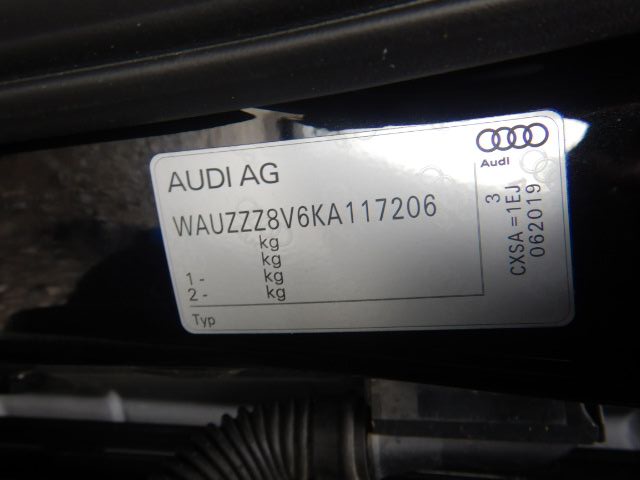 AUDI AG
Audi
WAUZZZ8V6KA117206
kg
kg
1- kg
2- kg
Typ
3
CXSA=1EJ
062019